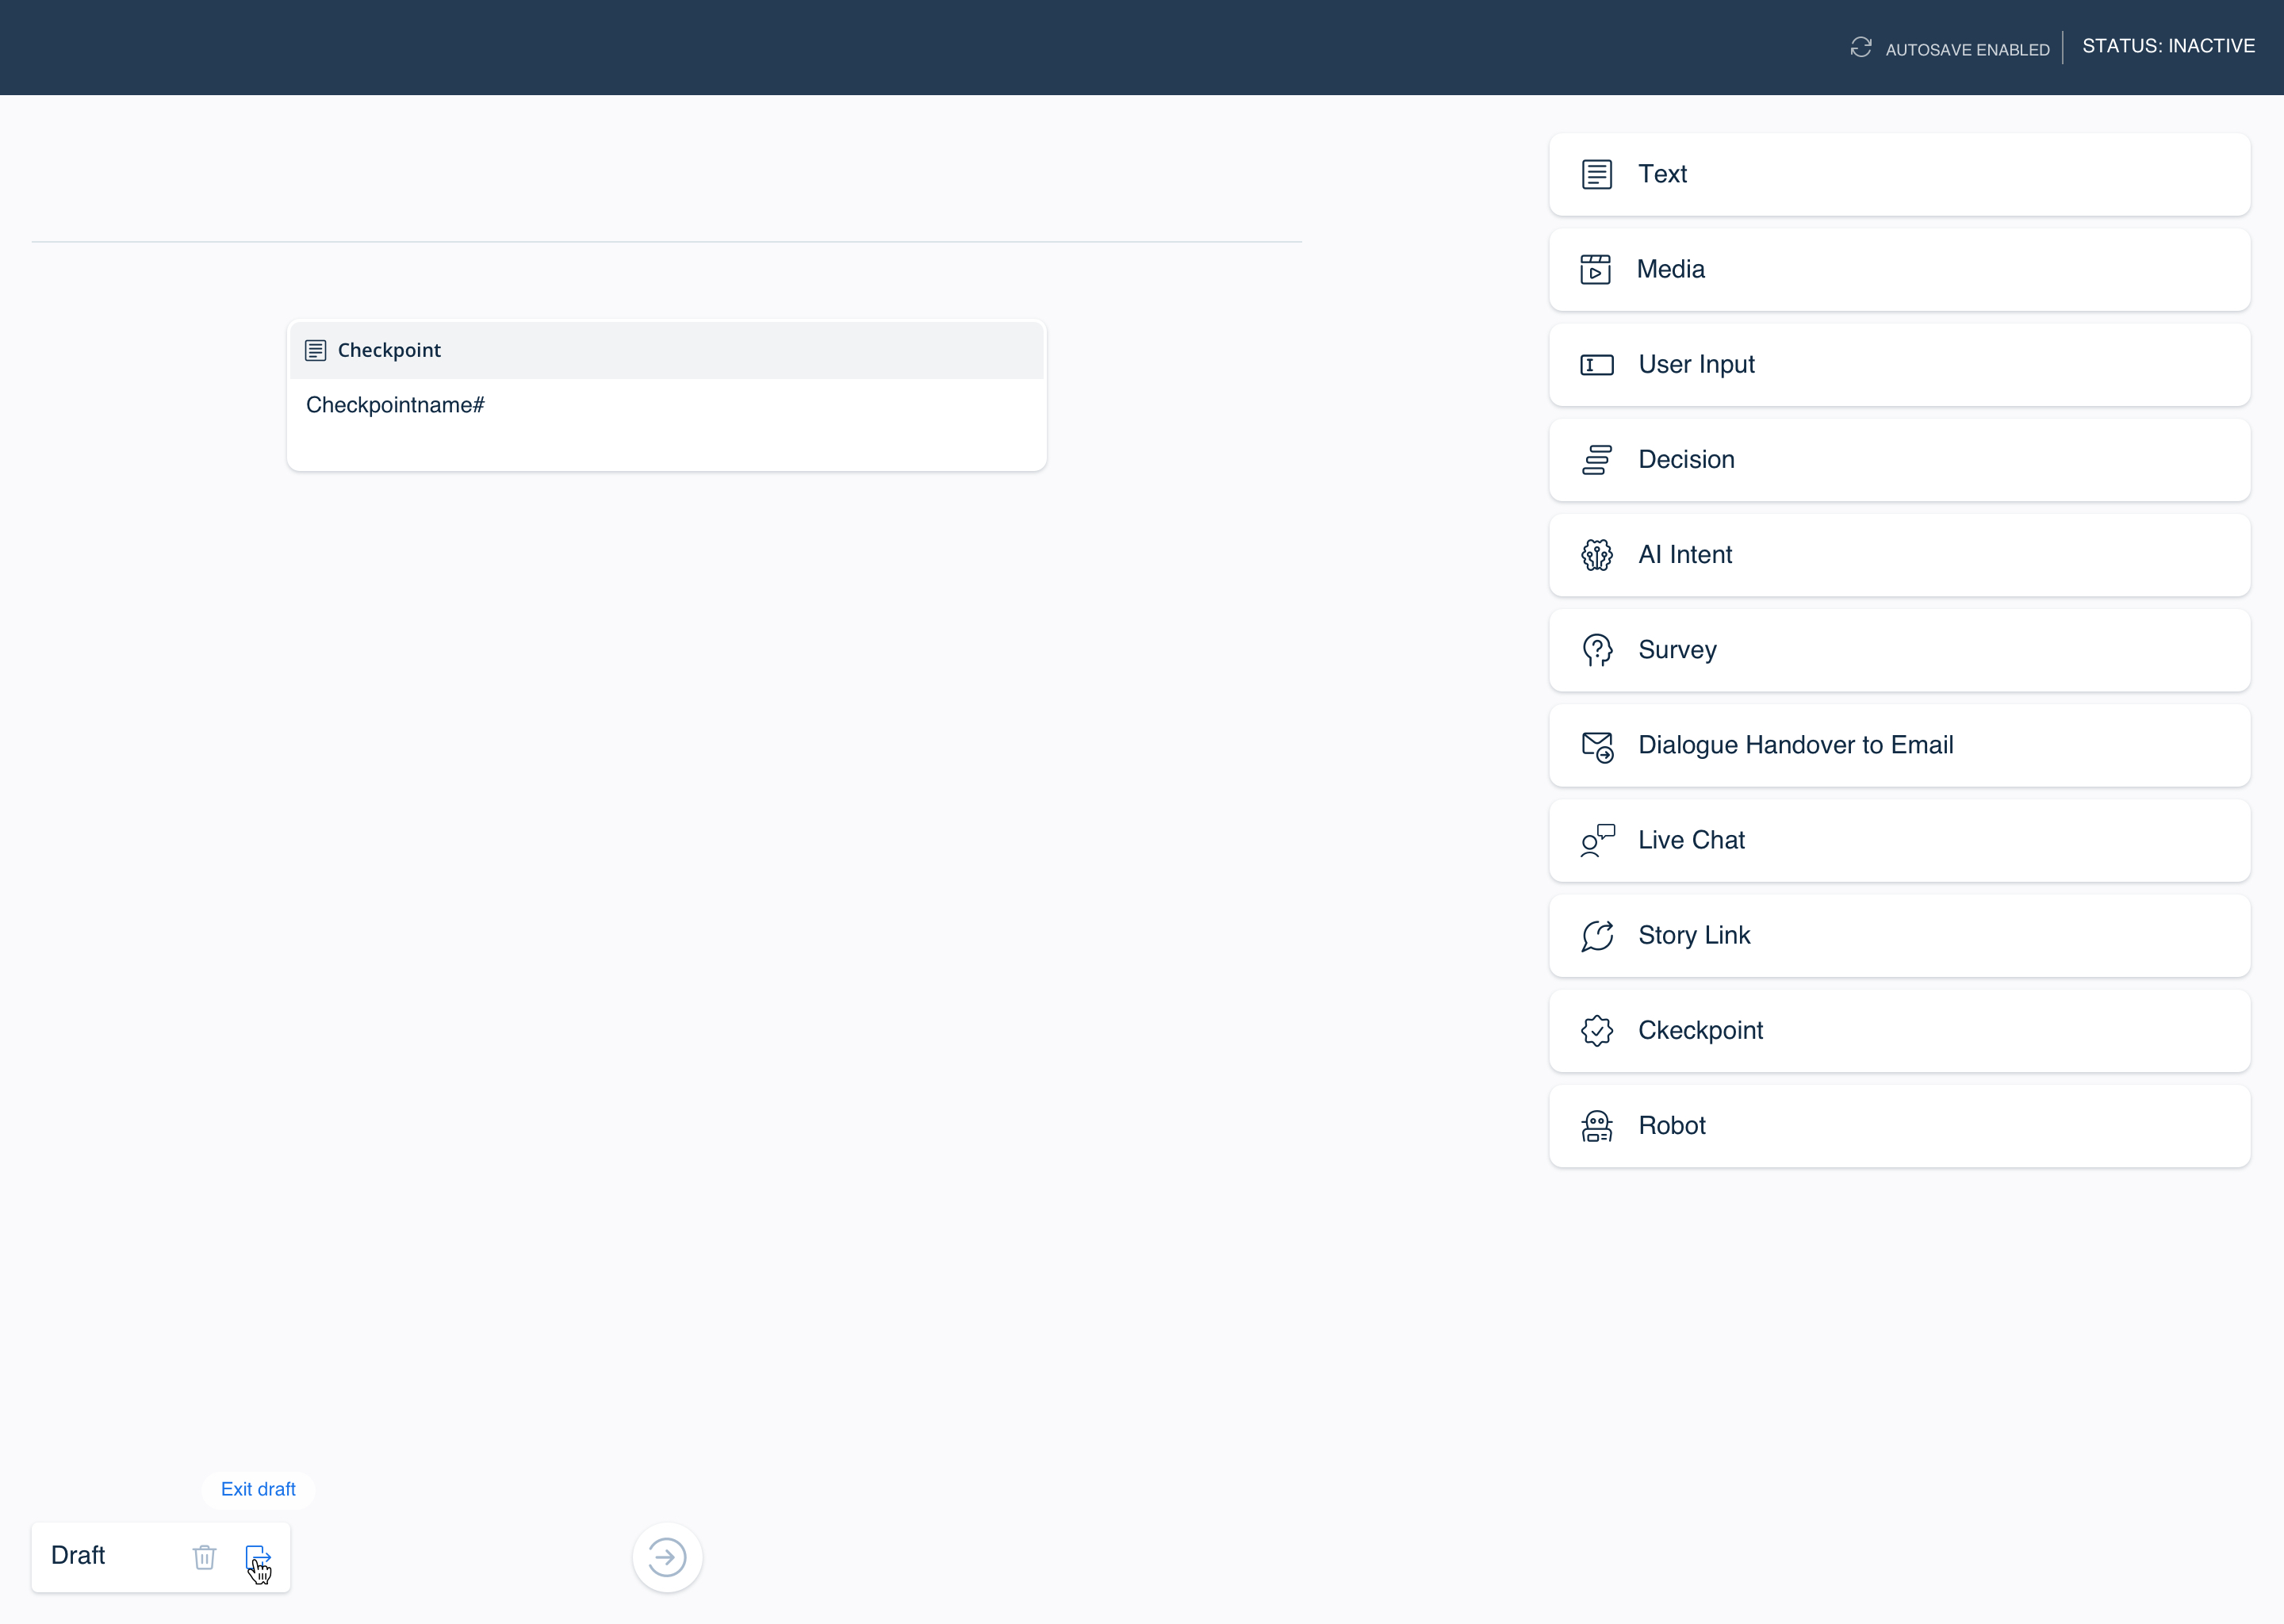 AUTOSAVE ENABLED
STATUS: INACTIVE
Text
Media
Checkpoint
User Input
Checkpointname#
Decision
AI Intent
Survey
Dialogue Handover to Email
Live Chat
Story Link
Ckeckpoint
Robot
Exit draft
Draft